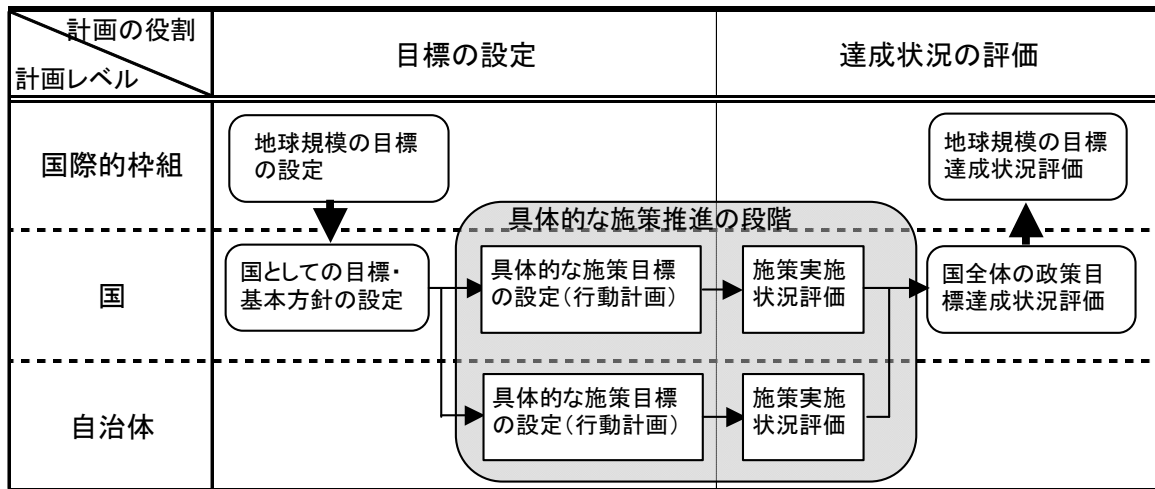 計画の役割
計画レベル
目標の設定
達成状況の評価
国際的枠組
地球規模の目標
の設定
地球規模の目標
達成状況評価
具体的な施策推進の段階
国
国としての目標・
基本方針の設定
具体的な施策目標
の設定(行動計画)
施策実施
状況評価
国全体の政策目
標達成状況評価
自治体
具体的な施策目標
の設定(行動計画)
施策実施
状況評価